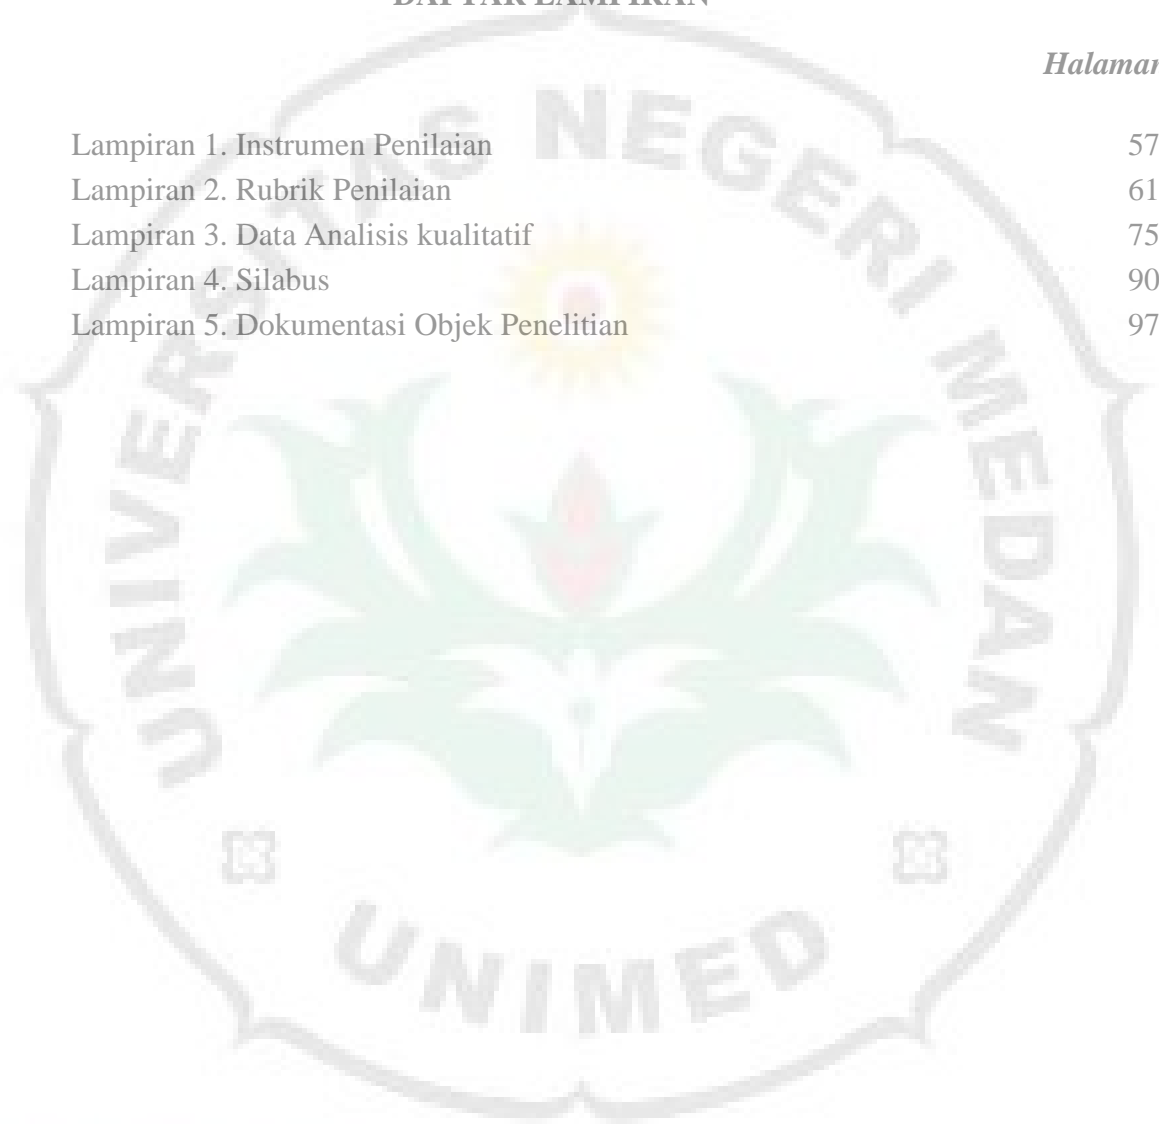 DAFTAR LAMPIRAN
Halaman
Lampiran 1. Instrumen Penilaian 57
Lampiran 2. Rubrik Penilaian 61
Lampiran 3. Data Analisis kualitatif 75
Lampiran 4. Silabus 90
Lampiran 5. Dokumentasi Objek Penelitian 97
UNIVERSITAS NEGERI MEDAN
UNIMED